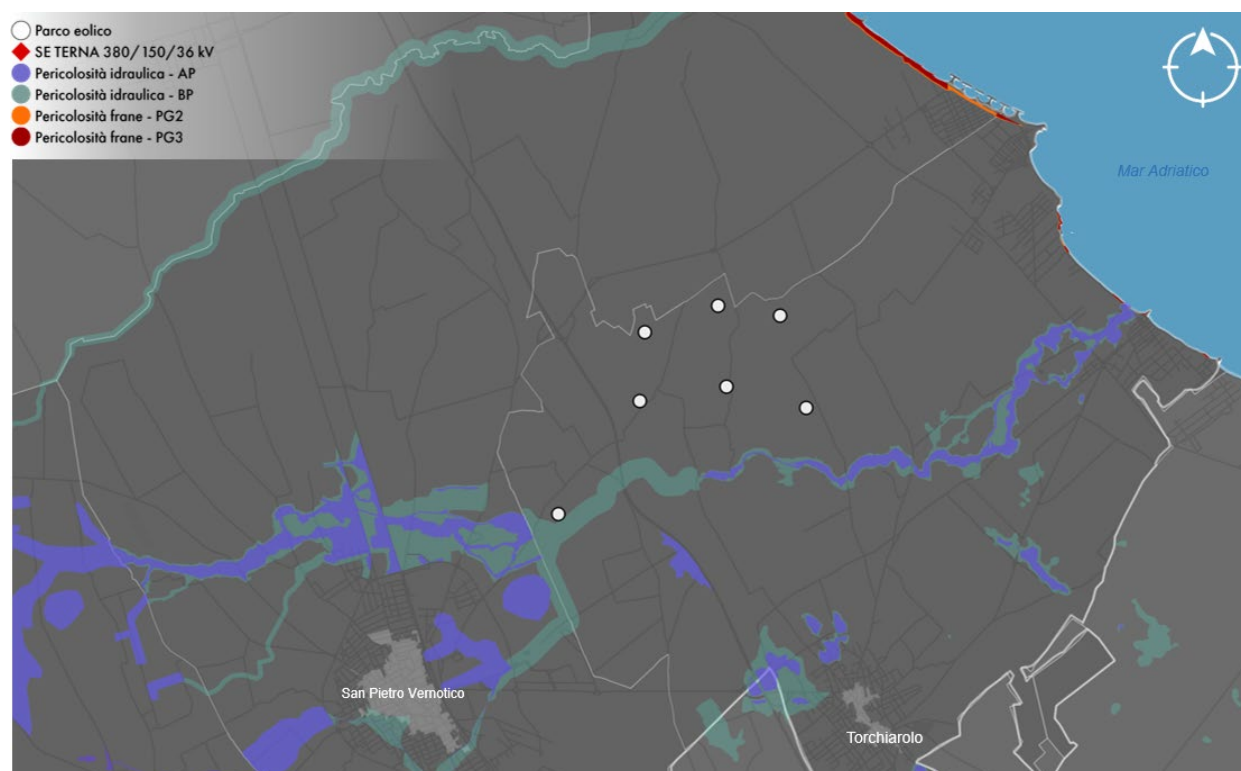 Parco eolico
SE TERNA 380/150/36 kV
Pericolosità idraulica - AP
Pericolosità idraulica - BP
Pericolosità frane - PG2
Pericolosità frane - PG3
Mar Adriatico
San Pietro Vernotico
Torchiarolo